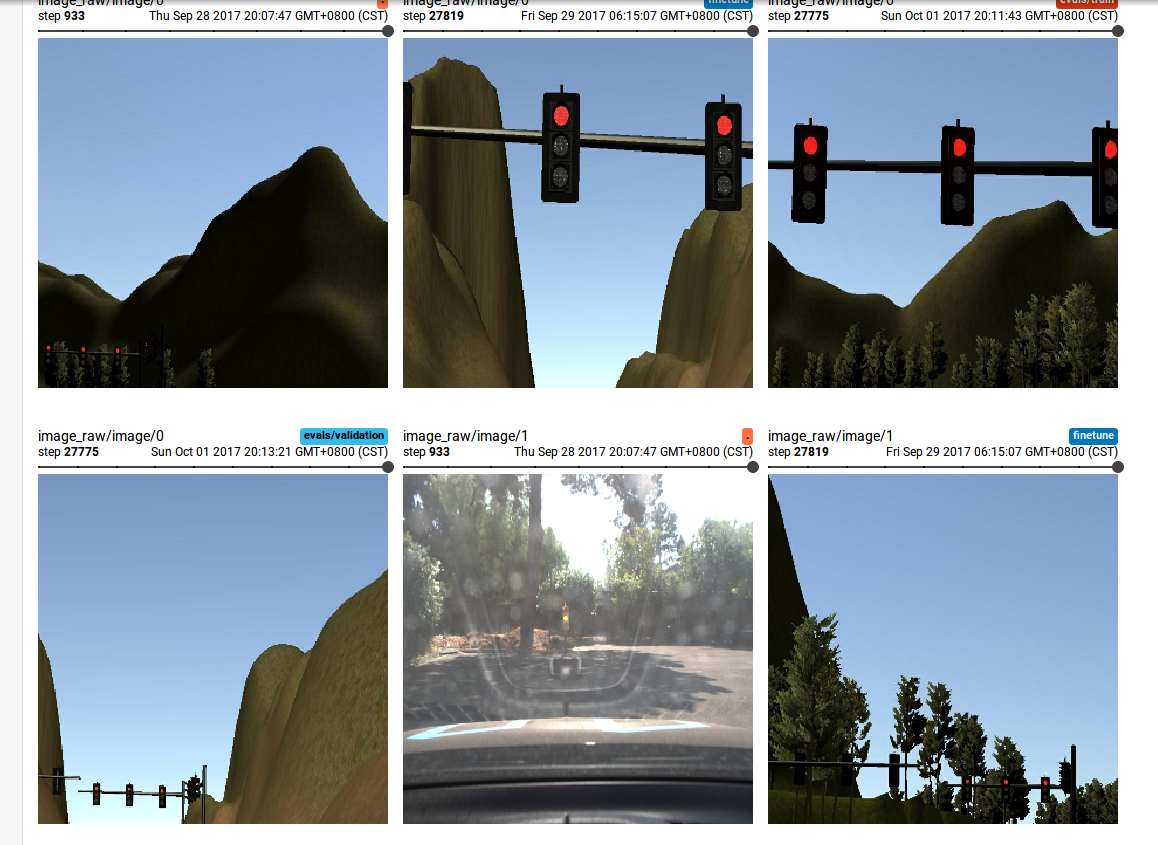 image_raw/image/0 .
step 933 Thu Sep 28 2017 20:07:47 GMT+0800 (CST)
image_raw/image/0 finetune
step 27819 Fri Sep 29 2017 06:15:07 GMT+0800 (CST)
image_raw/image/0 evals/train
step 27775 Sun Oct 01 2017 20:11:43 GMT+0800 (CST)
image_raw/image/0 evals/validation
step 27775 Sun Oct 01 2017 20:13:21 GMT+0800 (CST)
image_raw/image/1 .
step 933 Thu Sep 28 2017 20:07:47 GMT+0800 (CST)
image_raw/image/1 finetune
step 27819 Fri Sep 29 2017 06:15:07 GMT+0800 (CST)